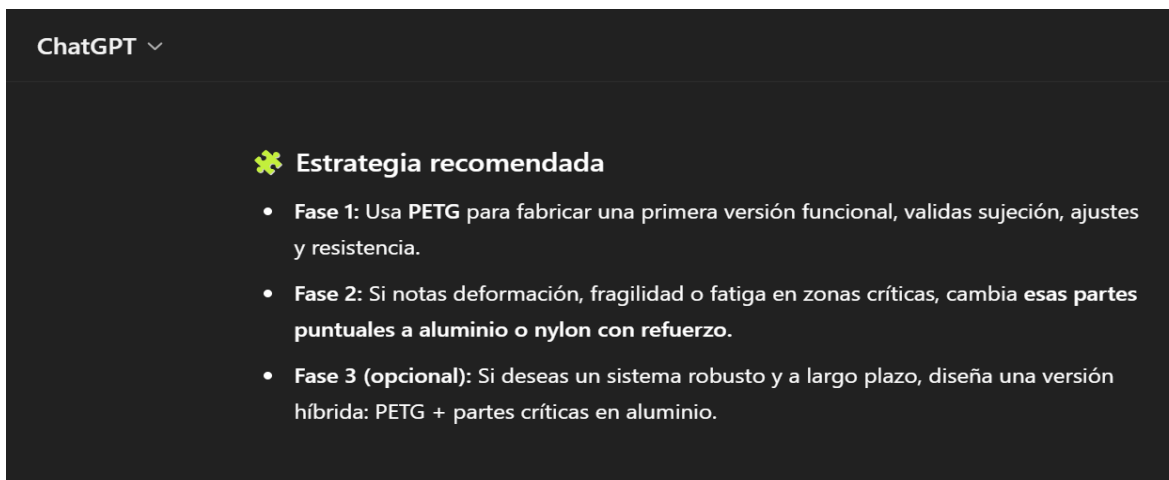 ChatGPT
Estrategia recomendada
Fase 1: Usa PETG para fabricar una primera versión funcional, validas sujeción, ajustes
y resistencia.
Fase 2: Si notas deformación, fragilidad o fatiga en zonas críticas, cambia esas partes
puntuales a aluminio o nylon con refuerzo.
Fase 3 (opcional): Si deseas un sistema robusto y a largo plazo, diseña una versión
híbrida: PETG + partes críticas en aluminio.